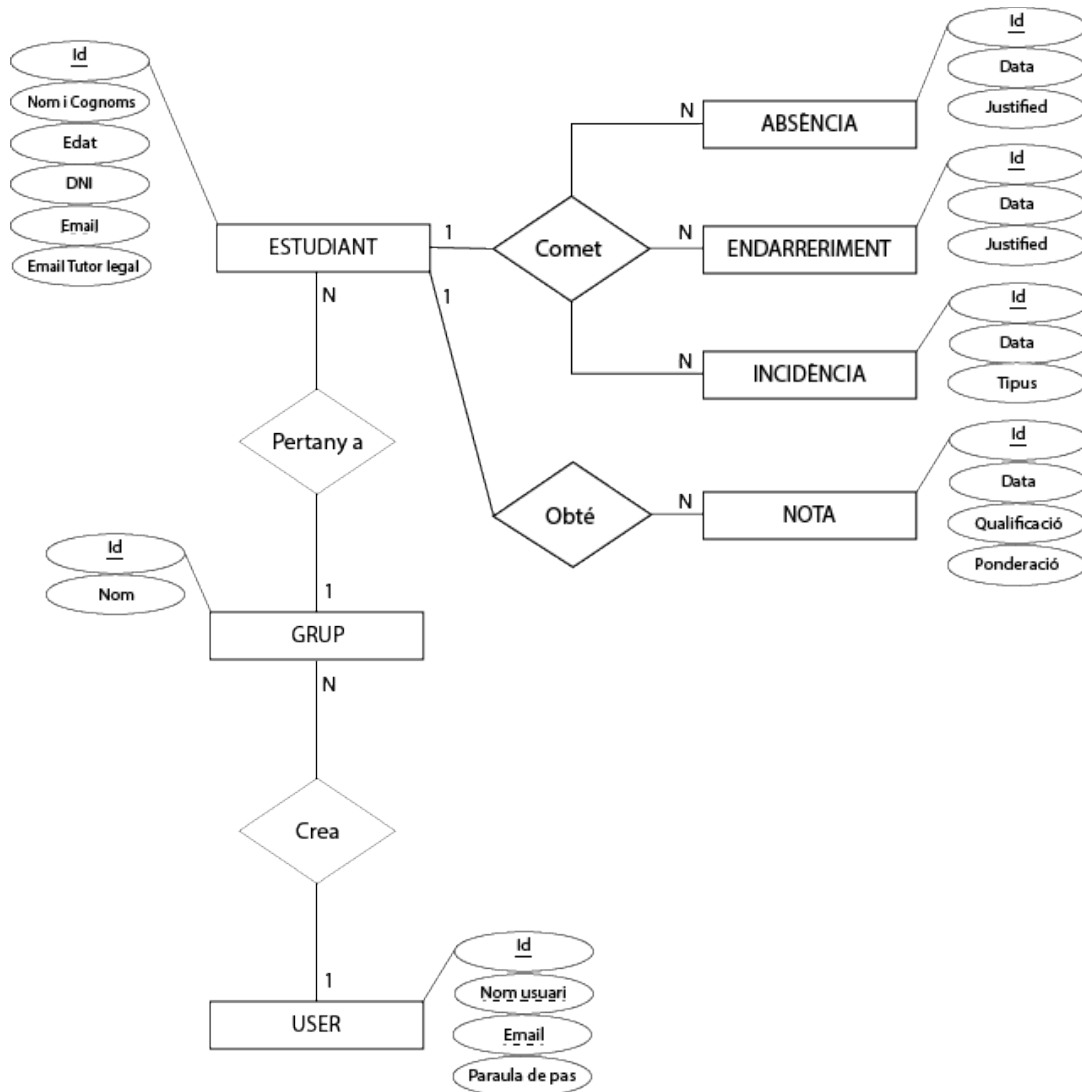 Id
Nom i Cognoms
Edat
DNI
Email
Email Tutor legal
ESTUDIANT
1
1
N
Comet
N
ABSÈNCIA
Id
Data
Justified
N
ENDARRERIMENT
Id
Data
Justified
N
INCIDÈNCIA
Id
Data
Tipus
Obté
N
NOTA
Id
Data
Qualificació
Ponderació
Pertany a
1
Id
Nom
GRUP
N
Crea
1
USER
Id
Nom usuari
Email
Paraula de pas